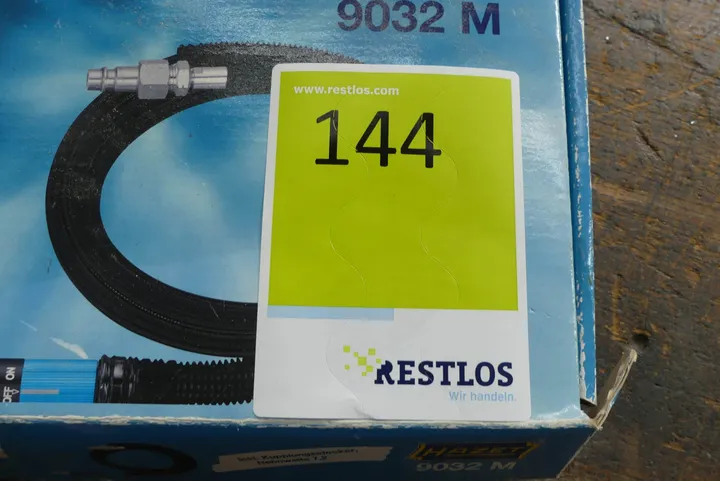 9032 M
www.restlos.com
144
RESTLOS
Wir handeln.
OFF ON
HAZET
9032 M